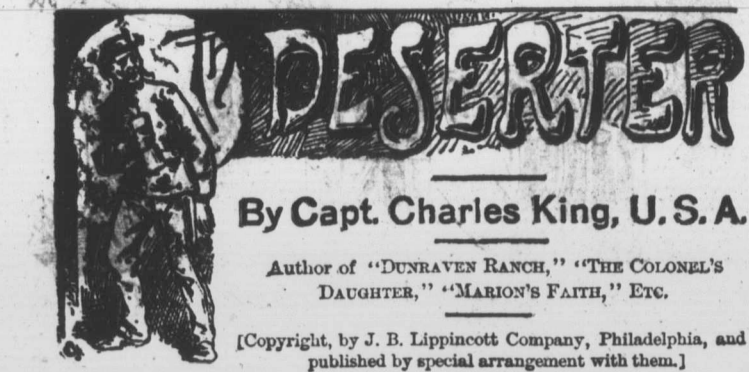 The
DESERTER
By Capt. Charles King, U. S. A.
Author of "DUNRAVEN RANCH," "THE COLONEL'S
DAUGHTER," "MARION'S FAITH," ETC.
[Copyright, by J. B. Lippincott Company, Philadelphia, and
published by special arrangement with them.]